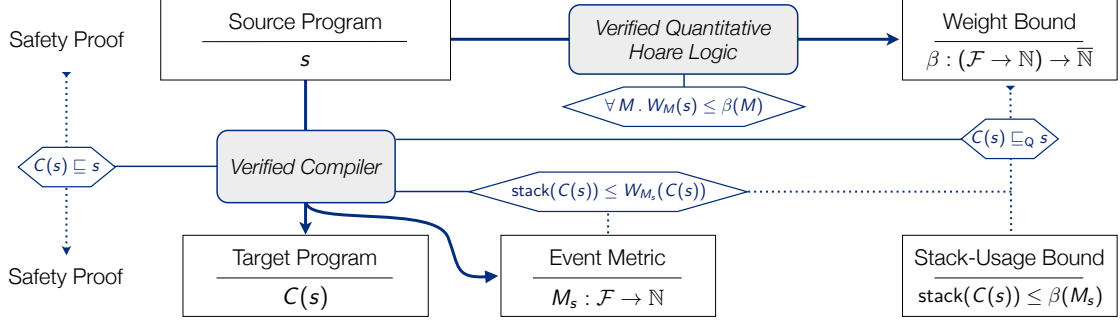 Safety Proof
Source Program
s
Verified Quantitative
Hoare Logic
Weight Bound
β : (ℱ → ℕ) → ℕ̅
∀ M . W_M(s) ≤ β(M)
C(s) ⊑ s
Verified Compiler
C(s) ⊑_Q s
stack(C(s)) ≤ W_{M_s}(C(s))
Safety Proof
Target Program
C(s)
Event Metric
M_s : ℱ → ℕ
Stack-Usage Bound
stack(C(s)) ≤ β(M_s)